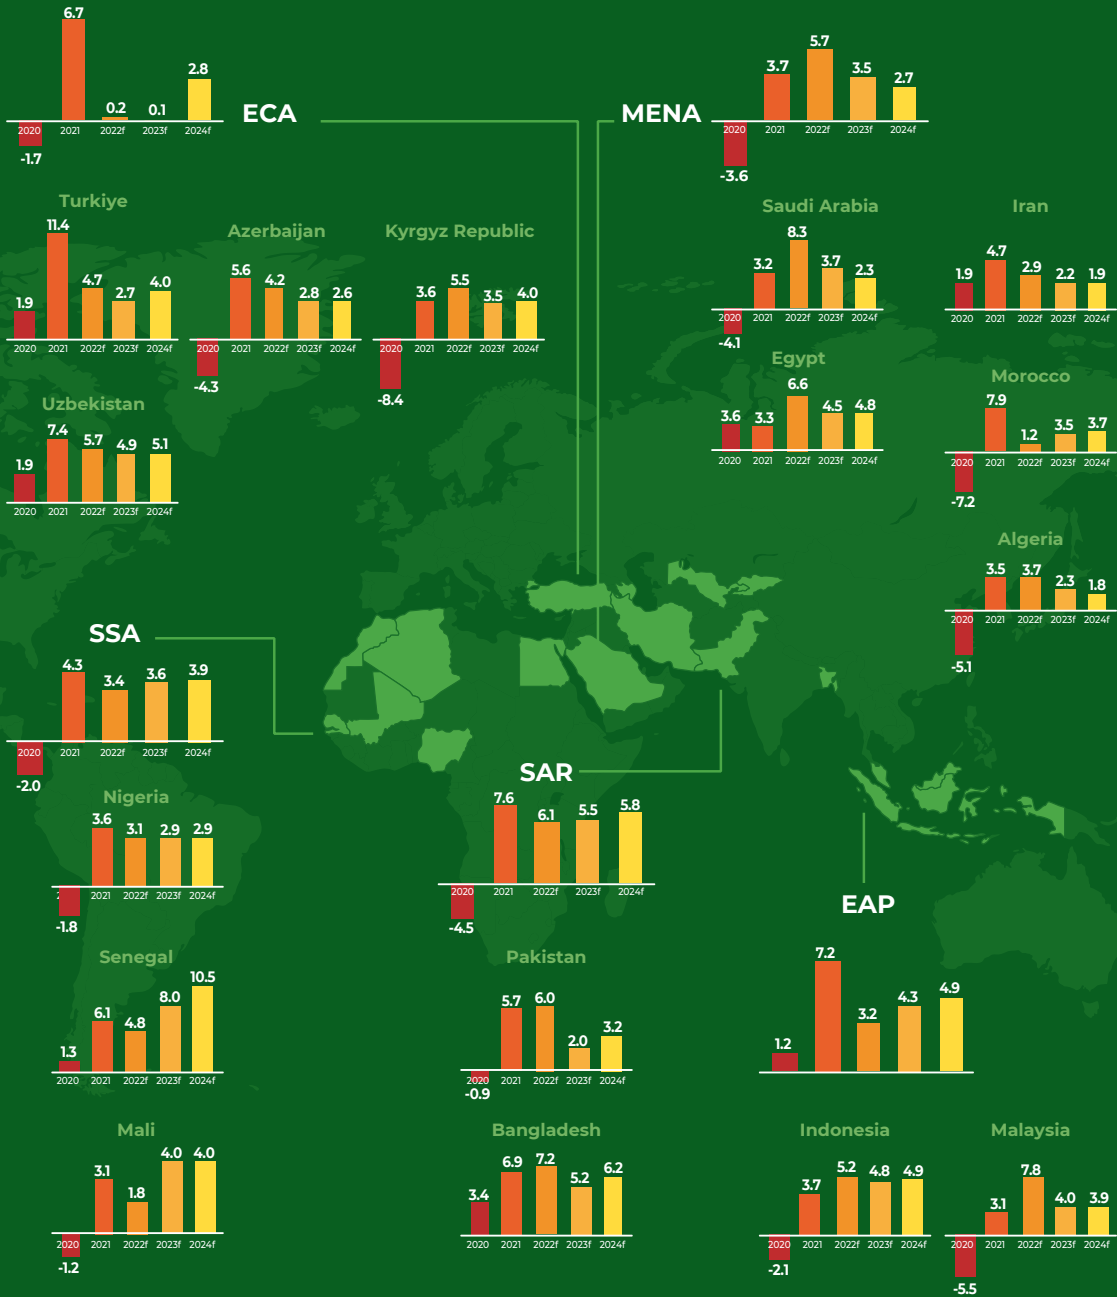 ECA
6.7
2.8
0.2
0.1
2020 2021 2022f 2023f 2024f
-1.7
MENA
5.7
3.7
3.5
2.7
2020 2021 2022f 2023f 2024f
-3.6
Turkiye
11.4
4.7
4.0
2.7
1.9
2020 2021 2022f 2023f 2024f
Azerbaijan
5.6
4.2
2.8 2.6
2020 2021 2022f 2023f 2024f
-4.3
Kyrgyz Republic
5.5
3.6
3.5
4.0
2020 2021 2022f 2023f 2024f
-8.4
Uzbekistan
7.4
5.7
4.9 5.1
1.9
2020 2021 2022f 2023f 2024f
Saudi Arabia
8.3
3.2
3.7
2.3
2020 2021 2022f 2023f 2024f
-4.1
Iran
4.7
1.9
2.9
2.2 1.9
2020 2021 2022f 2023f 2024f
Egypt
6.6
3.6 3.3
4.5 4.8
2020 2021 2022f 2023f 2024f
Morocco
7.9
1.2
3.5 3.7
2020 2021 2022f 2023f 2024f
-7.2
Algeria
3.5 3.7
2.3
1.8
2020 2021 2022f 2023f 2024f
-5.1
SSA
4.3
3.4
3.6
3.9
2020 2021 2022f 2023f 2024f
-2.0
Nigeria
3.6
3.1 2.9 2.9
2021 2022f 2023f 2024f
-1.8
Senegal
10.5
8.0
6.1
4.8
1.3
2020 2021 2022f 2023f 2024f
Mali
4.0 4.0
3.1
1.8
2020 2021 2022f 2023f 2024f
-1.2
SAR
7.6
6.1
5.5
5.8
2020 2021 2022f 2023f 2024f
-4.5
Pakistan
5.7 6.0
2.0
3.2
2020 2021 2022f 2023f 2024f
-0.9
Bangladesh
6.9 7.2
3.4
5.2
6.2
2020 2021 2022f 2023f 2024f
EAP
7.2
1.2
3.2
4.3
4.9
Indonesia
3.7
5.2 4.8 4.9
2020 2021 2022f 2023f 2024f
-2.1
Malaysia
7.8
3.1
4.0 3.9
2020 2021 2022f 2023f 2024f
-5.5